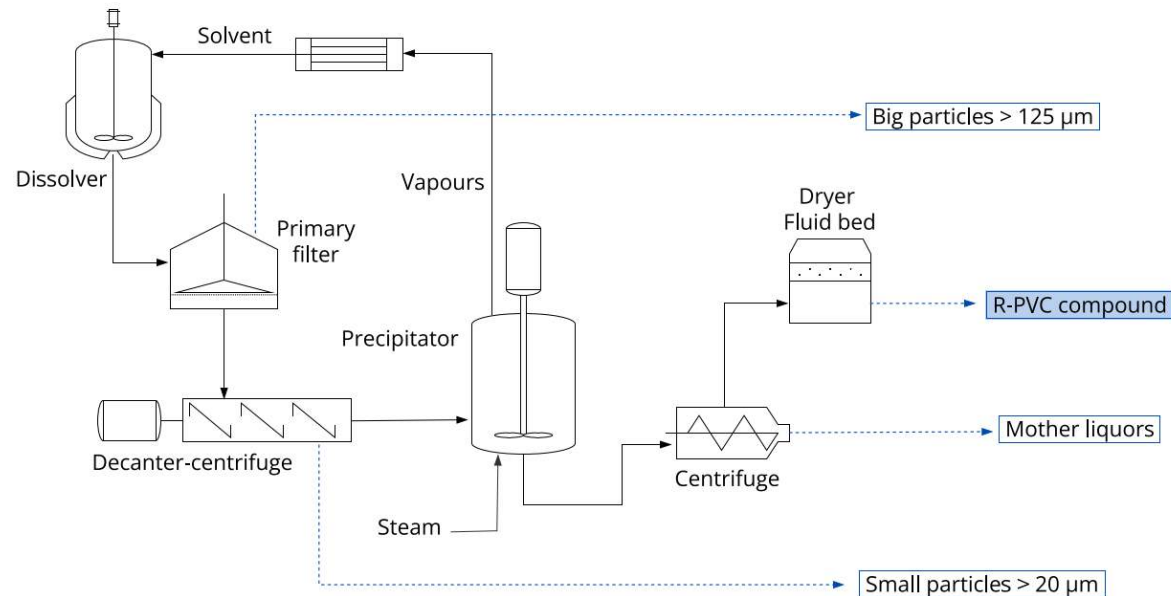 Solvent
Big particles > 125 µm
Dissolver
Vapours
Primary
filter
Dryer
Fluid bed
R-PVC compound
Precipitator
Mother liquors
Decanter-centrifuge
Centrifuge
Steam
Small particles > 20 µm